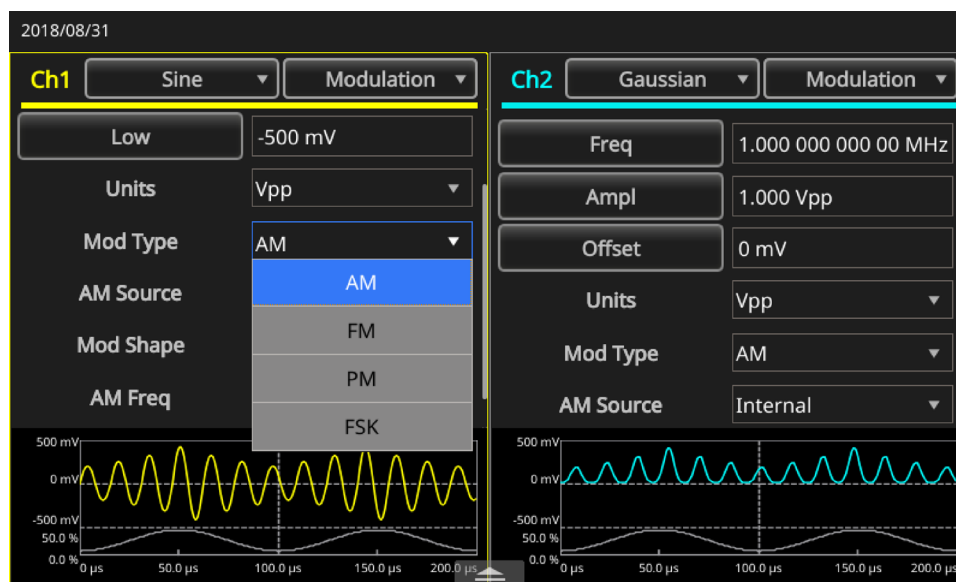 2018/08/31
Ch1 Sine Modulation
Low -500 mV
Units Vpp
Mod Type AM
AM Source AM
Mod Shape FM
PM
AM Freq
FSK
500 mV
0 mV
-500 mV
50.0 %
0.0 %
0 µs 50.0 µs 100.0 µs 150.0 µs 200.0 µs
Ch2 Gaussian Modulation
Freq 1.000 000 000 00 MHz
Ampl 1.000 Vpp
Offset 0 mV
Units Vpp
Mod Type AM
AM Source Internal
500 mV
0 mV
-500 mV
50.0 %
0.0 %
0 µs 50.0 µs 100.0 µs 150.0 µs 200.0 µs